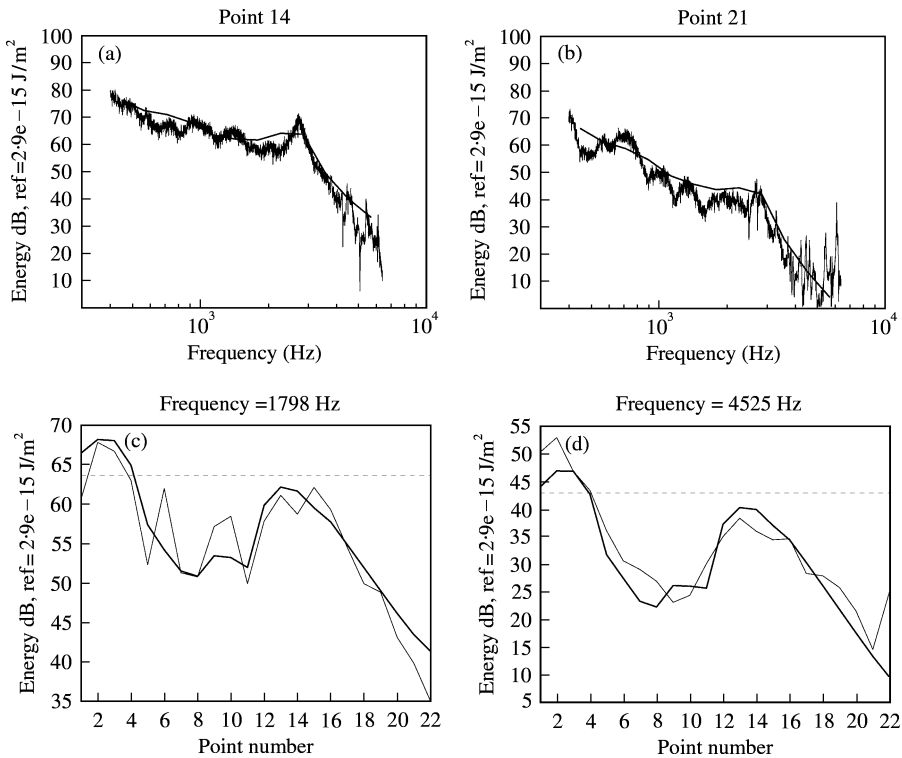 Point 14
Point 21
(a)
(b)
Energy dB, ref=2·9e−15 J/m²
100
90
80
70
60
50
40
30
20
10
10³
10⁴
Frequency (Hz)
Energy dB, ref=2·9e−15 J/m²
100
90
80
70
60
50
40
30
20
10
10³
10⁴
Frequency (Hz)
Frequency =1798 Hz
Frequency = 4525 Hz
(c)
(d)
Energy dB, ref=2·9e−15 J/m²
70
65
60
55
50
45
40
35
2 4 6 8 10 12 14 16 18 20 22
Point number
Energy dB, ref=2·9e−15 J/m²
55
50
45
40
35
30
25
20
15
10
5
2 4 6 8 10 12 14 16 18 20 22
Point number